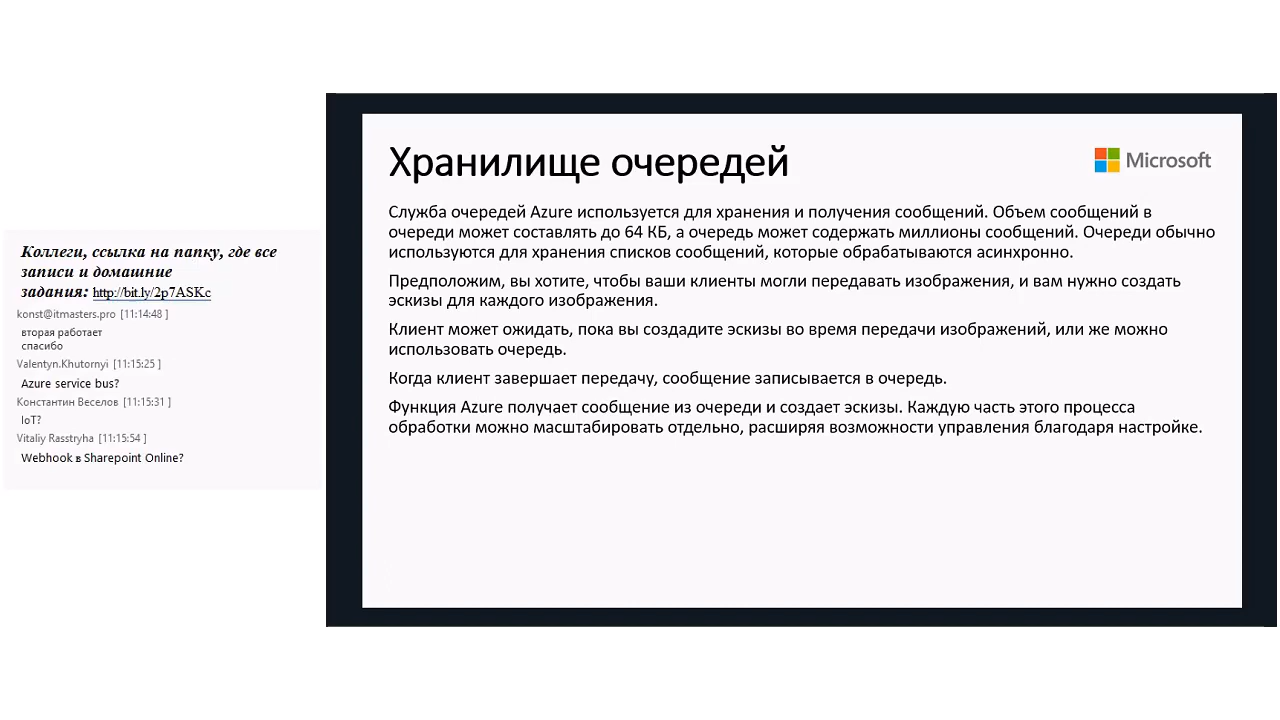 Коллеги, ссылка на папку, где все
записи и домашние
задания: http://bit.ly/2p7ASKc
konst@itmasters.pro [11:14:48 ]
вторая работает
спасибо
Valentyn.Khutornyi [11:15:25 ]
Azure service bus?
Константин Веселов [11:15:31 ]
IoT?
Vitaliy Rasstryha [11:15:54 ]
Webhook в Sharepoint Online?
Хранилище очередей
Microsoft
Служба очередей Azure используется для хранения и получения сообщений. Объем сообщений в
очереди может составлять до 64 КБ, а очередь может содержать миллионы сообщений. Очереди обычно
используются для хранения списков сообщений, которые обрабатываются асинхронно.
Предположим, вы хотите, чтобы ваши клиенты могли передавать изображения, и вам нужно создать
эскизы для каждого изображения.
Клиент может ожидать, пока вы создадите эскизы во время передачи изображений, или же можно
использовать очередь.
Когда клиент завершает передачу, сообщение записывается в очередь.
Функция Azure получает сообщение из очереди и создает эскизы. Каждую часть этого процесса
обработки можно масштабировать отдельно, расширяя возможности управления благодаря настройке.